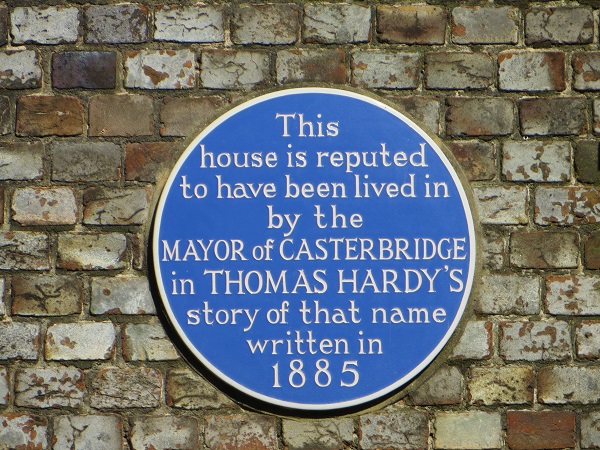 This
house is reputed
to have been lived in
by the
MAYOR of CASTERBRIDGE
in THOMAS HARDY'S
story of that name
written in
1885